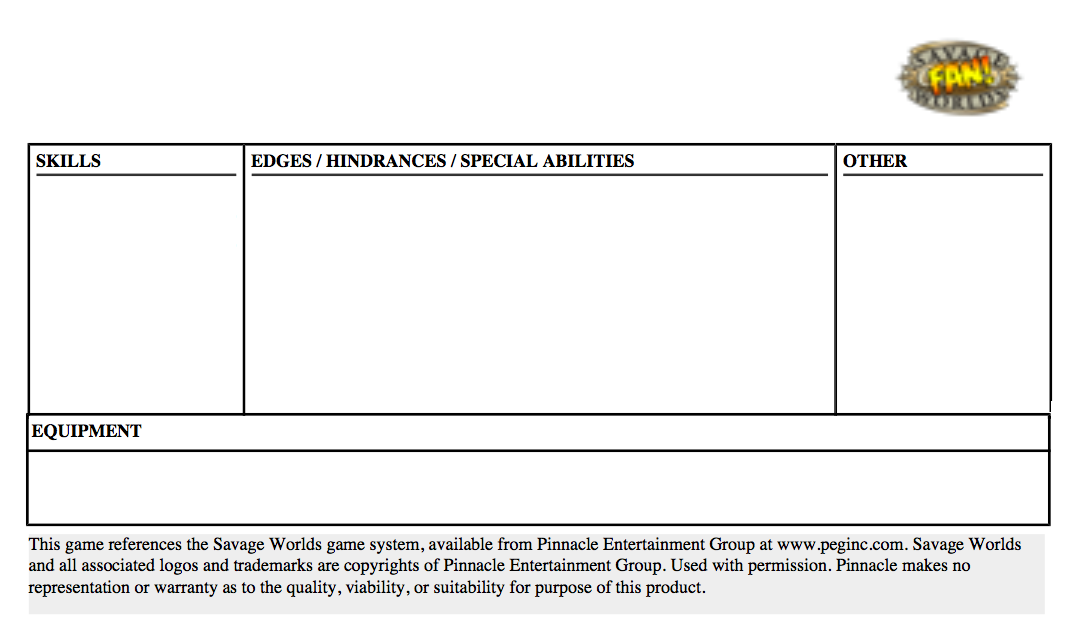 SAVAGE
FAN!
WORLDS
SKILLS
EDGES / HINDRANCES / SPECIAL ABILITIES
OTHER
EQUIPMENT
This game references the Savage Worlds game system, available from Pinnacle Entertainment Group at www.peginc.com. Savage Worlds
and all associated logos and trademarks are copyrights of Pinnacle Entertainment Group. Used with permission. Pinnacle makes no
representation or warranty as to the quality, viability, or suitability for purpose of this product.